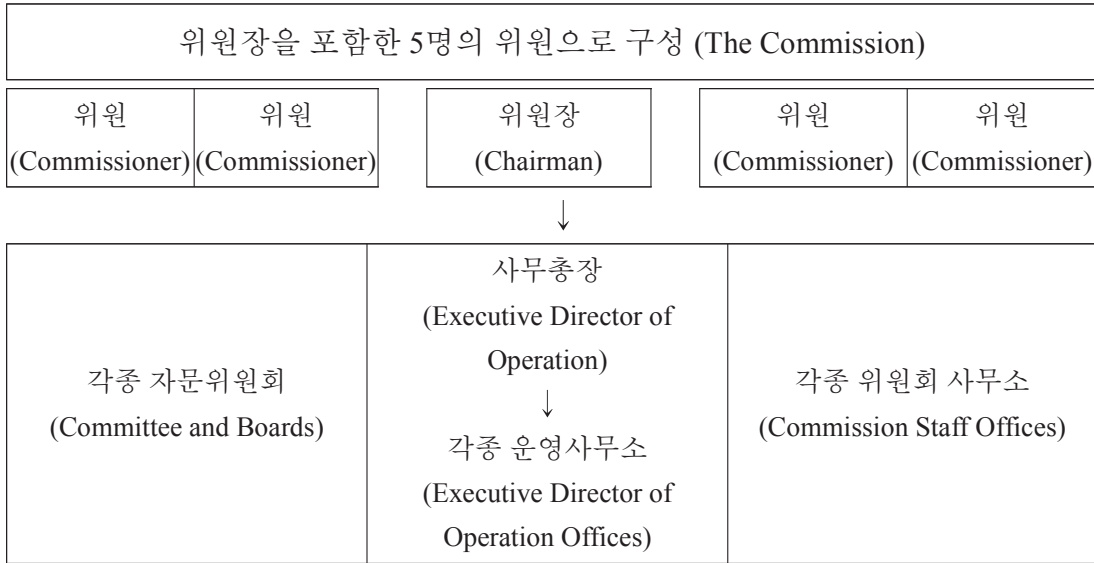 위원장을 포함한 5명의 위원으로 구성 (The Commission)
위원
(Commissioner)
위원
(Commissioner)
위원장
(Chairman)
위원
(Commissioner)
위원
(Commissioner)
↓
각종 자문위원회
(Committee and Boards)
사무총장
(Executive Director of
Operation)
↓
각종 운영사무소
(Executive Director of
Operation Offices)
각종 위원회 사무소
(Commission Staff Offices)